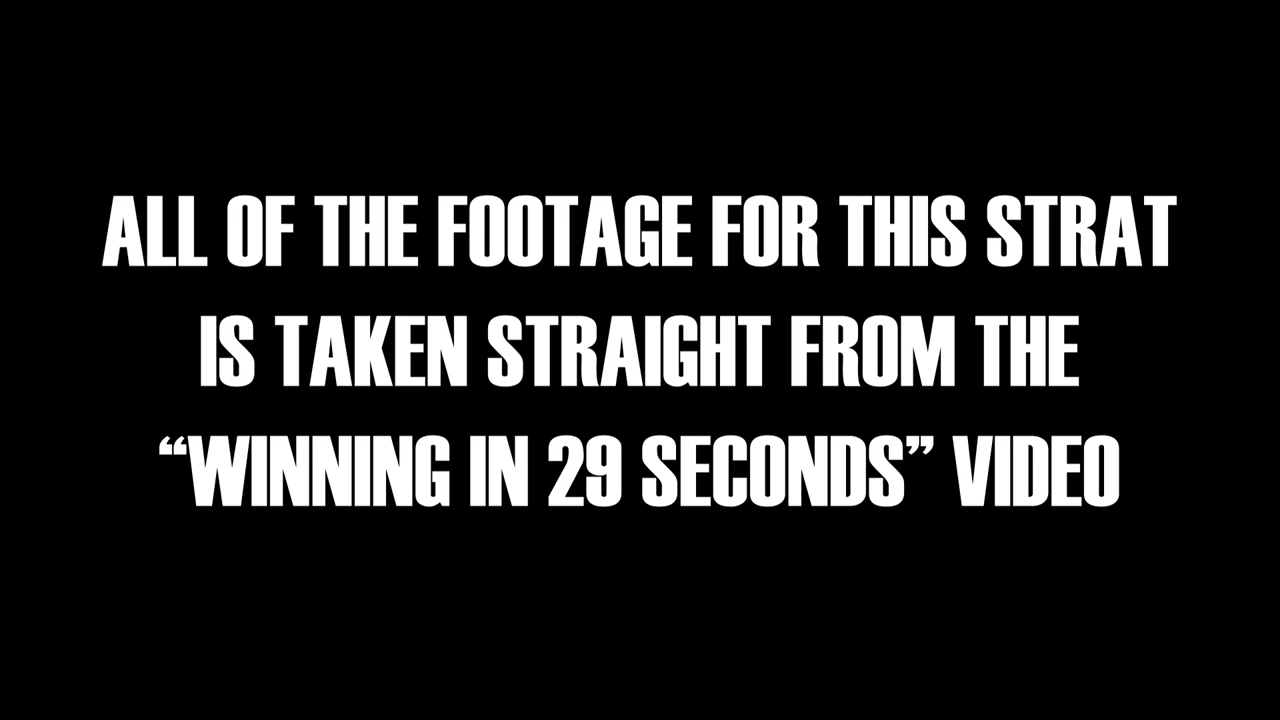 ALL OF THE FOOTAGE FOR THIS STRAT
IS TAKEN STRAIGHT FROM THE
“WINNING IN 29 SECONDS” VIDEO